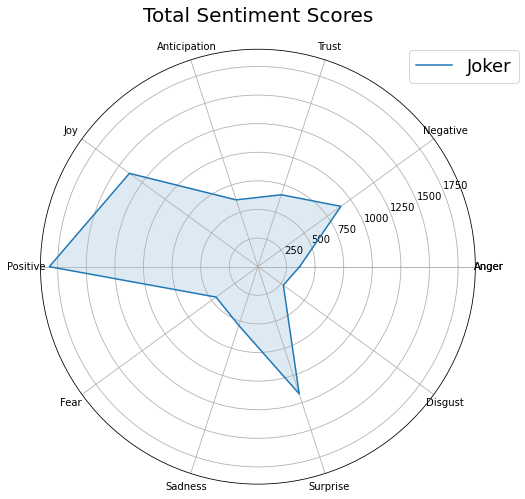 Total Sentiment Scores
Joker
Anticipation
Trust
Joy
Negative
1750
1500
1250
1000
750
500
250
Positive
Anger
Fear
Disgust
Sadness
Surprise